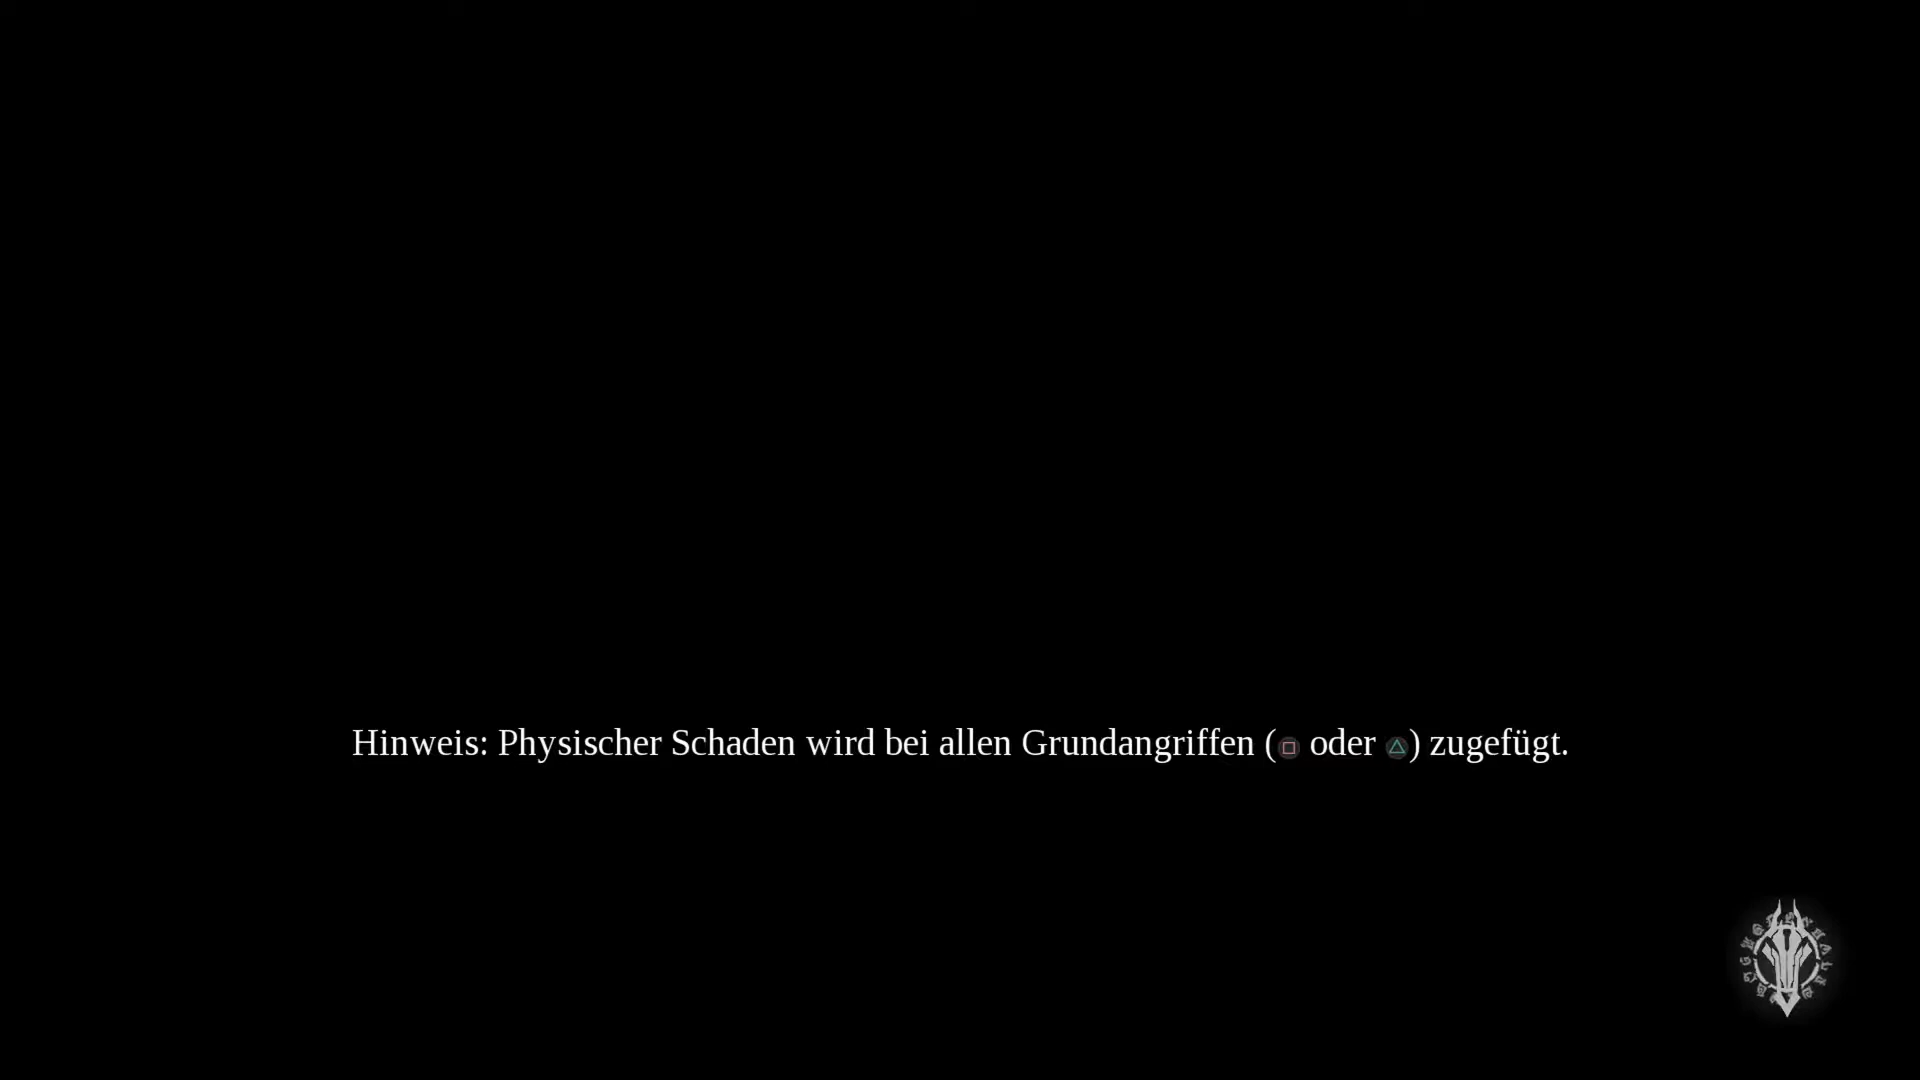 Hinweis: Physischer Schaden wird bei allen Grundangriffen (□ oder △) zugefügt.